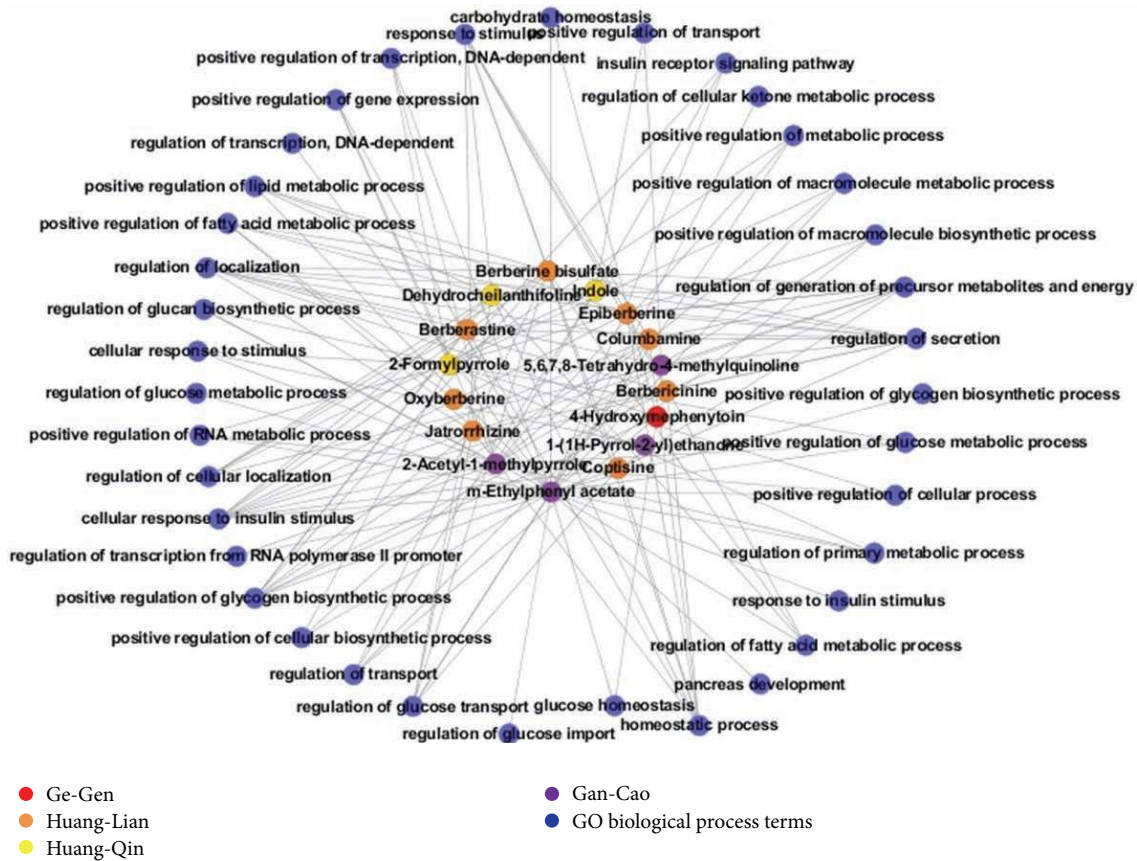 carbohydrate homeostasis
response to stimulus
positive regulation of transport
positive regulation of transcription, DNA-dependent
insulin receptor signaling pathway
positive regulation of gene expression
regulation of cellular ketone metabolic process
regulation of transcription, DNA-dependent
positive regulation of metabolic process
positive regulation of lipid metabolic process
positive regulation of macromolecule metabolic process
positive regulation of fatty acid metabolic process
positive regulation of macromolecule biosynthetic process
regulation of localization
Berberine bisulfate
regulation of generation of precursor metabolites and energy
Dehydrocheilanthifoline
Indole
regulation of glucan biosynthetic process
Epiberberine
Berberastine
Columbamine
regulation of secretion
cellular response to stimulus
2-Formylpyrrole
5,6,7,8-Tetrahydro-4-methylquinoline
regulation of glucose metabolic process
Oxyberberine
Berbericinine
positive regulation of glycogen biosynthetic process
4-Hydroxymephenytoin
positive regulation of RNA metabolic process
Jatrorrhizine
1-(1H-Pyrrol-2-yl)ethanone
positive regulation of glucose metabolic process
regulation of cellular localization
2-Acetyl-1-methylpyrrole
Coptisine
m-Ethylphenyl acetate
positive regulation of cellular process
cellular response to insulin stimulus
regulation of transcription from RNA polymerase II promoter
regulation of primary metabolic process
positive regulation of glycogen biosynthetic process
response to insulin stimulus
positive regulation of cellular biosynthetic process
regulation of fatty acid metabolic process
regulation of transport
pancreas development
regulation of glucose transport
glucose homeostasis
homeostatic process
regulation of glucose import
Ge-Gen
Huang-Lian
Huang-Qin
Gan-Cao
GO biological process terms